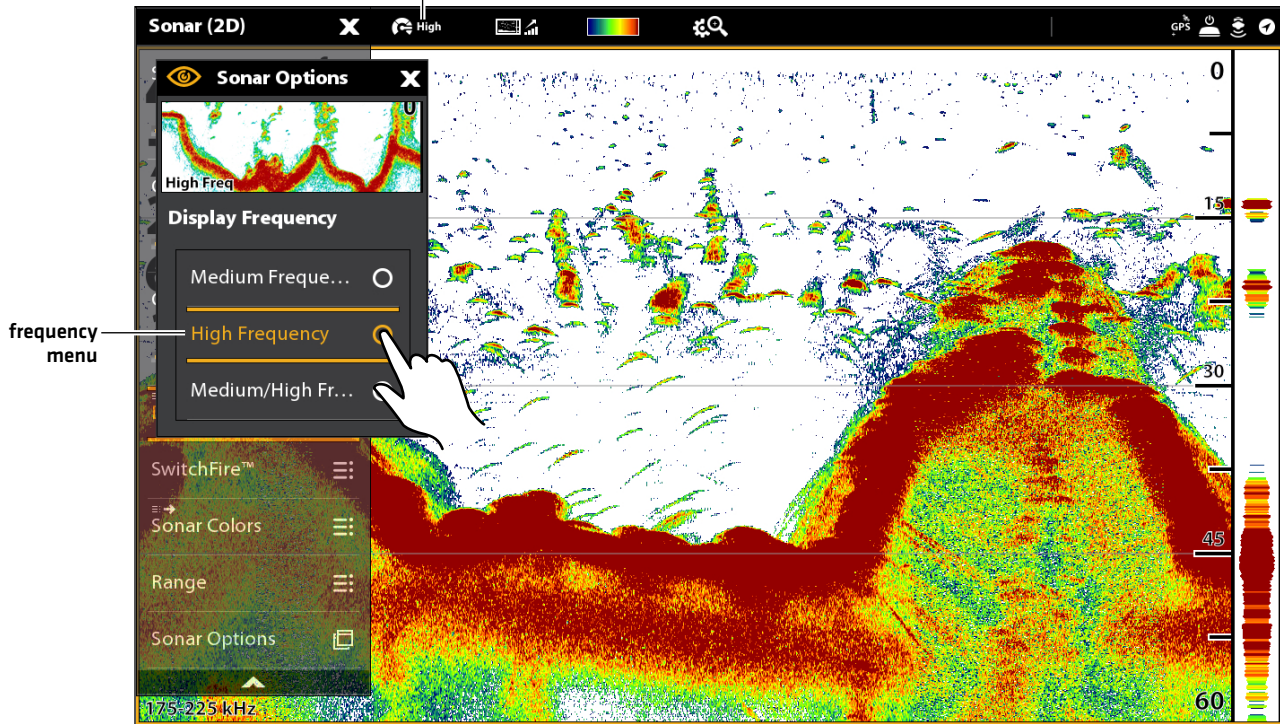 Sonar (2D)
High
GPS
Sonar Options
High Freq
0
Display Frequency
Medium Freque...
High Frequency
Medium/High Fr...
frequency
menu
SwitchFire™
Sonar Colors
Range
Sonar Options
175-225 kHz
0
15
30
45
60